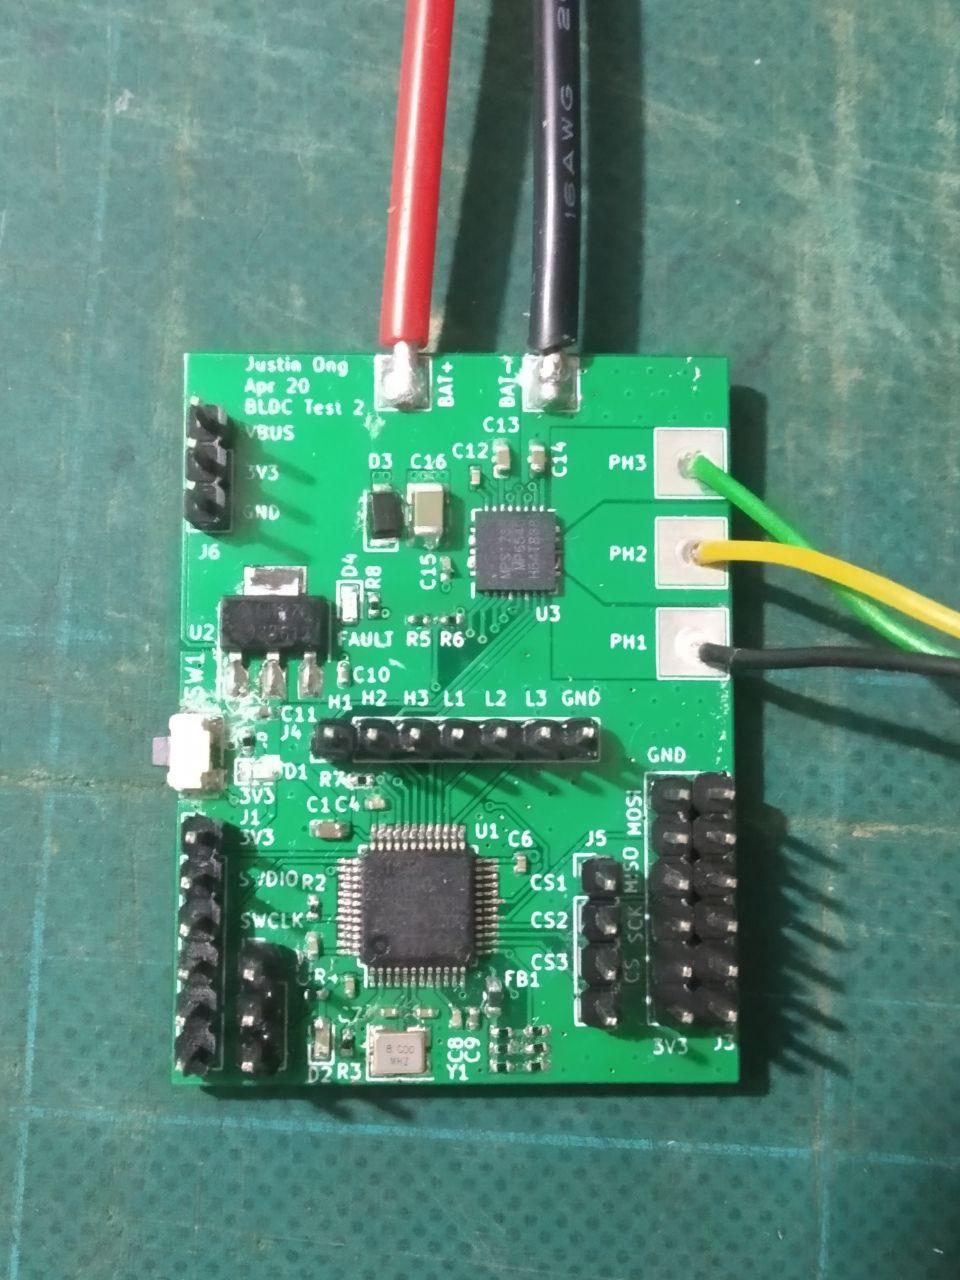 16AWG
Justin Ong
Apr 20
BLDC Test 2
BAT+
BAT-
VBUS
3V3
GND
J6
C13
C12
C14
D3
C16
C15
PH3
PH2
PH1
U3
D4
R8
FAULT
R5 R6
U2
C10
SW1
C11
J4
H1 H2 H3 L1 L2 L3 GND
D1
3V3
R7
J1
3V3
C1 C4
U1
C6
J5
GND
SWDIO
R2
SWCLK
CS1
CS2
CS3
MOSI
MISO
SCK
CS
FB1
C7
8.000
MHZ
D2 R3
Y1
C8
C9
3V3
J3